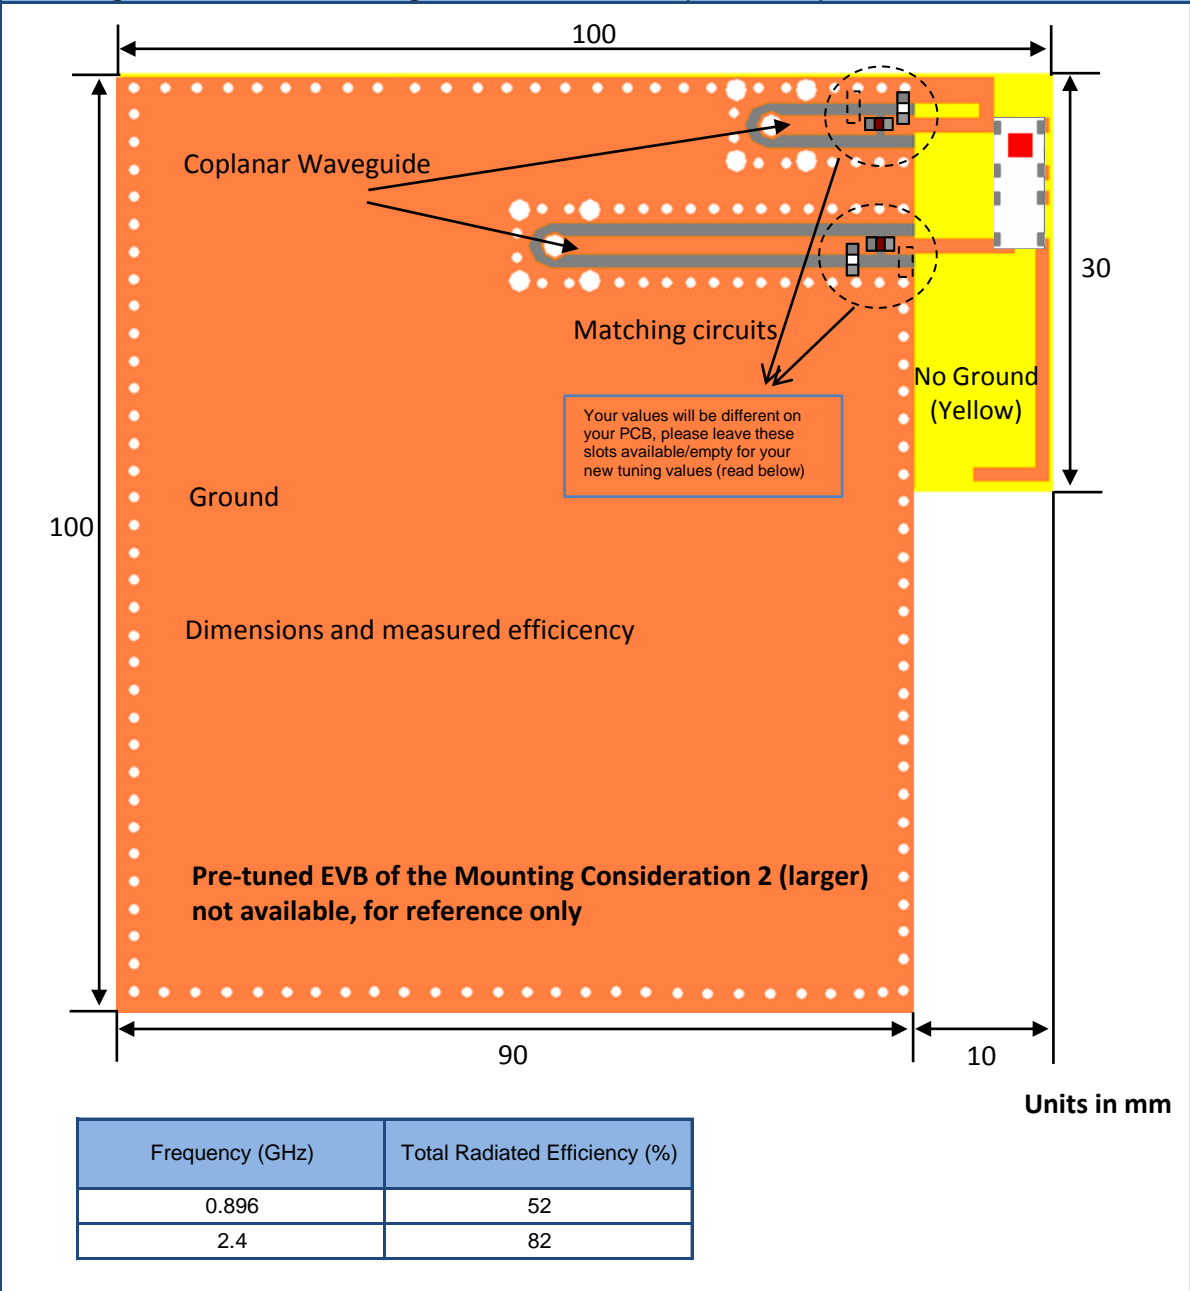 100
Coplanar Waveguide
30
Matching circuits
No Ground
(Yellow)
Your values will be different on
your PCB, please leave these
slots available/empty for your
new tuning values (read below)
Ground
100
Dimensions and measured efficicency
Pre-tuned EVB of the Mounting Consideration 2 (larger)
not available, for reference only
90
10
Units in mm
Frequency (GHz) Total Radiated Efficiency (%)
0.896 52
2.4 82